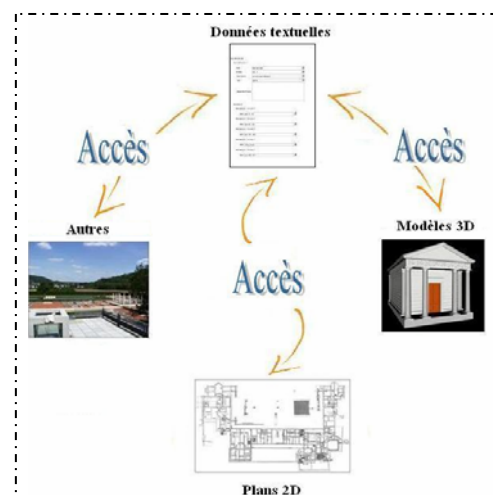 Données textuelles
Accès
Accès
Autres
Modèles 3D
Accès
Plans 2D